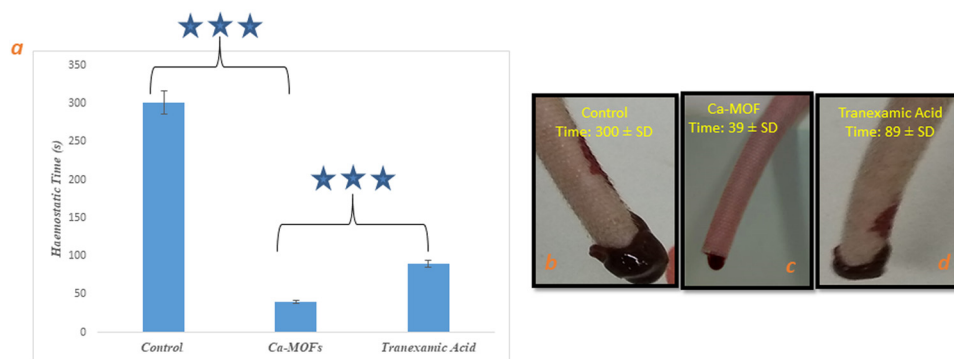 a
350
300
250
200
150
100
50
0
Haemostatic Time (s)
Control
Ca-MOFs
Tranexamic Acid
Control
Time: 300 ± SD
b
Ca-MOF
Time: 39 ± SD
c
Tranexamic Acid
Time: 89 ± SD
d